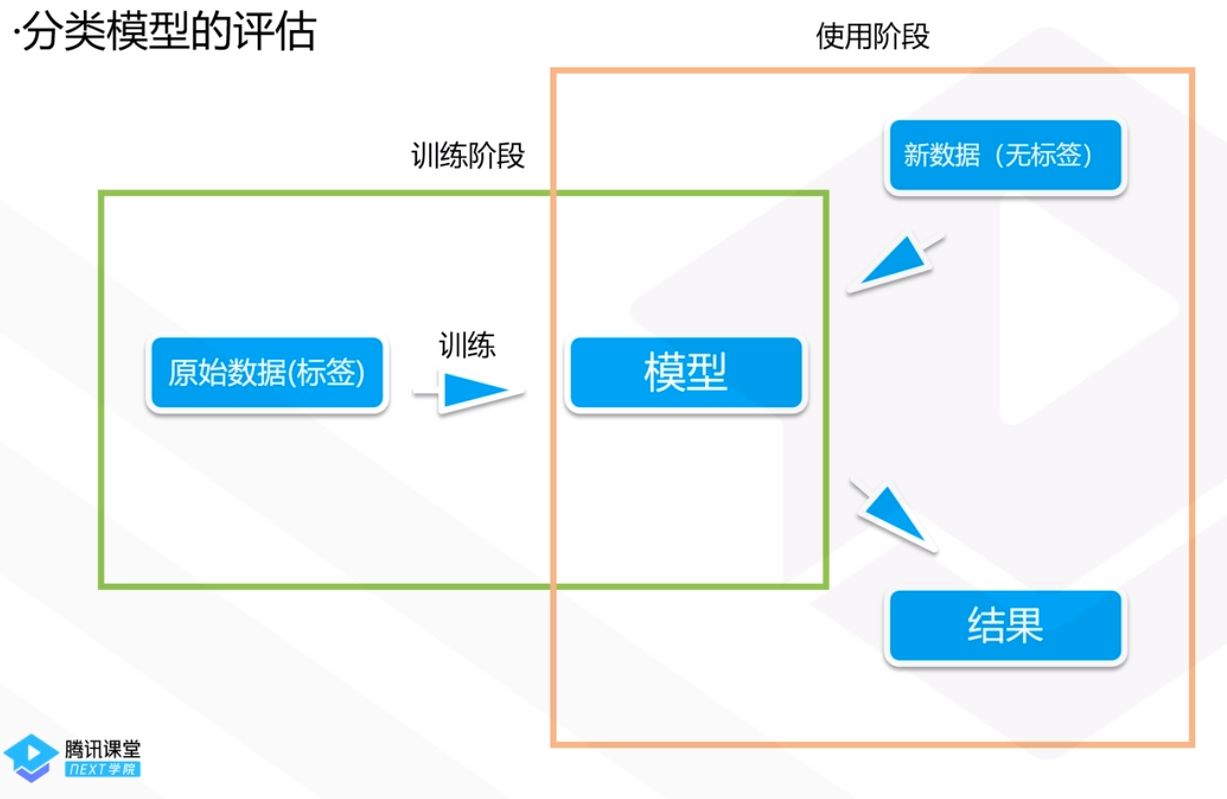 ·分类模型的评估
使用阶段
训练阶段
新数据（无标签）
训练
原始数据(标签)
模型
结果
腾讯课堂
NEXT学院